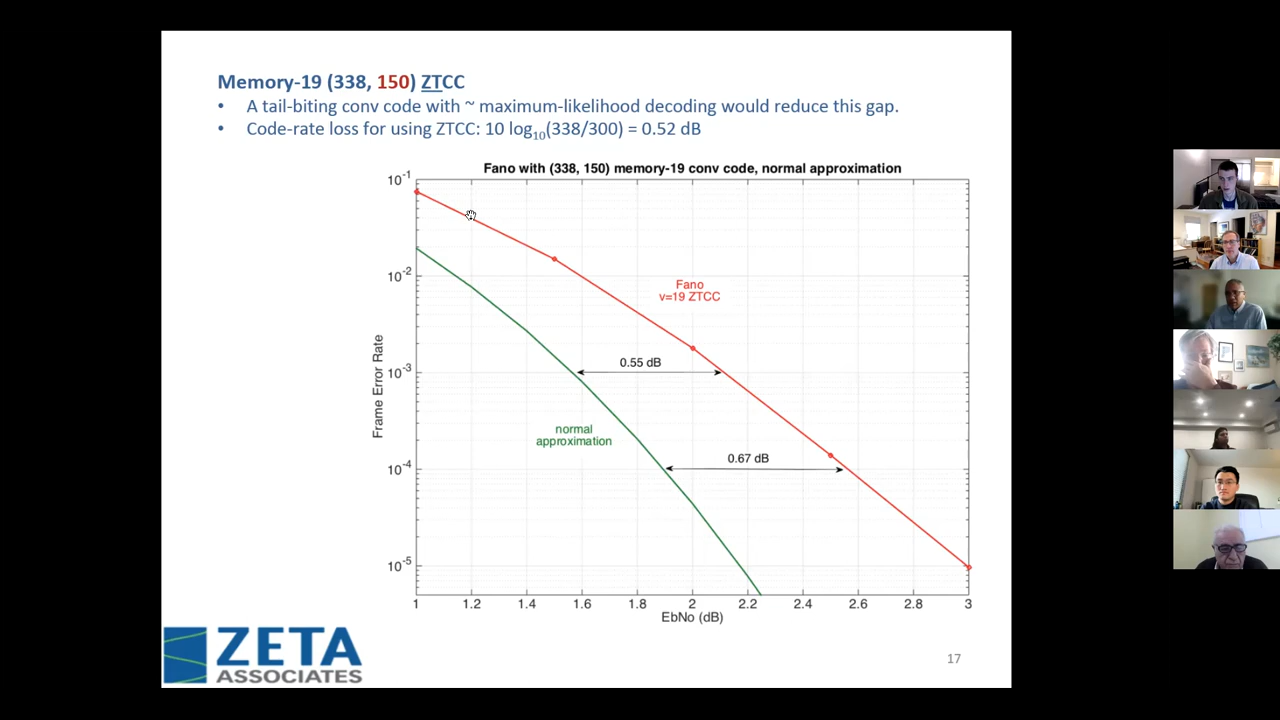 Memory-19 (338, 150) ZTCC
• A tail-biting conv code with ~ maximum-likelihood decoding would reduce this gap.
• Code-rate loss for using ZTCC: 10 log10(338/300) = 0.52 dB
Fano with (338, 150) memory-19 conv code, normal approximation
10-1
10-2
10-3
10-4
10-5
Frame Error Rate
Fano
v=19 ZTCC
0.55 dB
normal
approximation
0.67 dB
1 1.2 1.4 1.6 1.8 2 2.2 2.4 2.6 2.8 3
EbNo (dB)
ZETA
ASSOCIATES
17